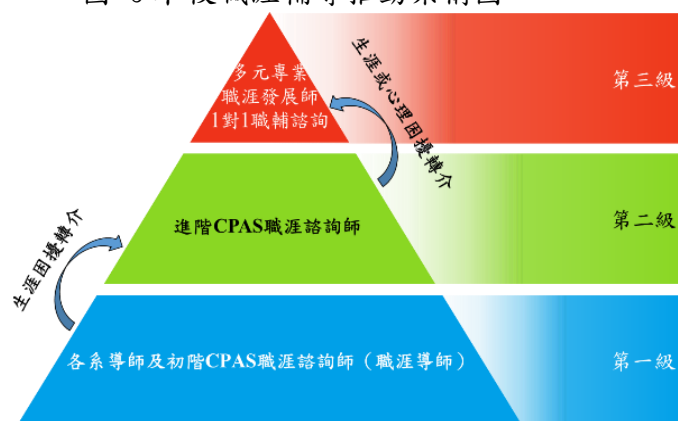 多元專業
職涯發展師
1對1職輔諮詢
第三級
生涯或心理困擾轉介
進階CPAS職涯諮詢師
第二級
生涯困擾轉介
各系導師及初階CPAS職涯諮詢師（職涯導師）
第一級